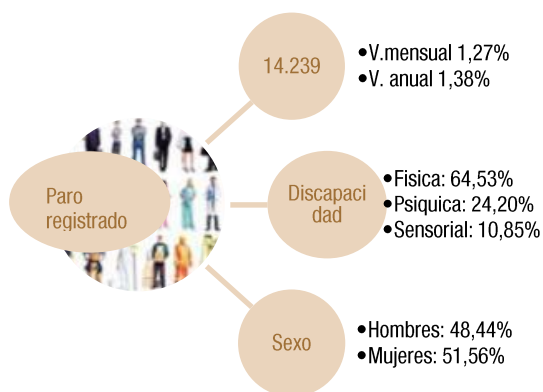 14.239
•V.mensual 1,27%
•V. anual 1,38%
Paro
registrado
Discapaci
dad
•Fisica: 64,53%
•Psiquica: 24,20%
•Sensorial: 10,85%
Sexo
•Hombres: 48,44%
•Mujeres: 51,56%